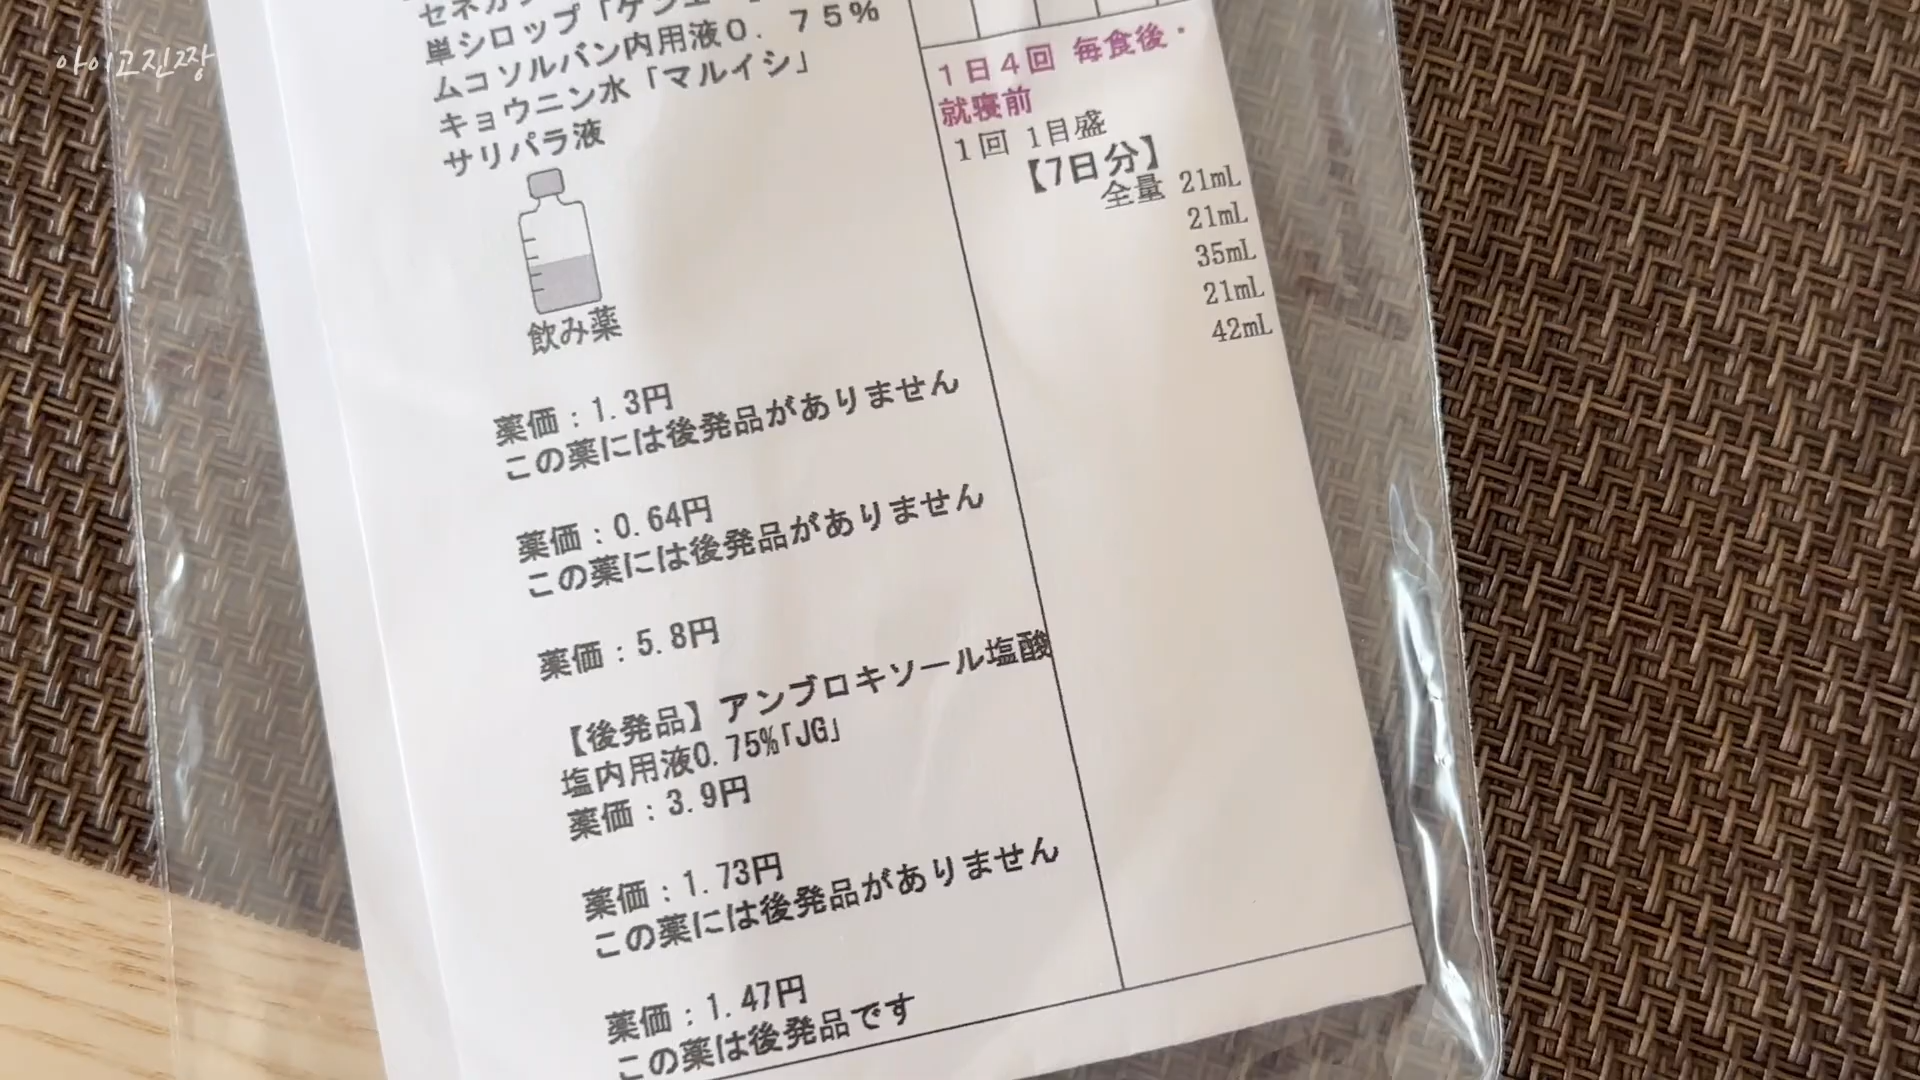 아이고진짱
単シロップ「ケンエー
ムコソルバン内用液0.75%
キョウニン水「マルイシ」
サリパラ液
飲み薬
1日4回 毎食後・
就寝前
1回 1目盛
【7日分】
全量 21mL
21mL
35mL
21mL
42mL
薬価:1.3円
この薬には後発品がありません
薬価:0.64円
この薬には後発品がありません
薬価:5.8円
【後発品】アンブロキソール塩酸
塩内用液0.75%「JG」
薬価:3.9円
薬価:1.73円
この薬には後発品がありません
薬価:1.47円
この薬は後発品です